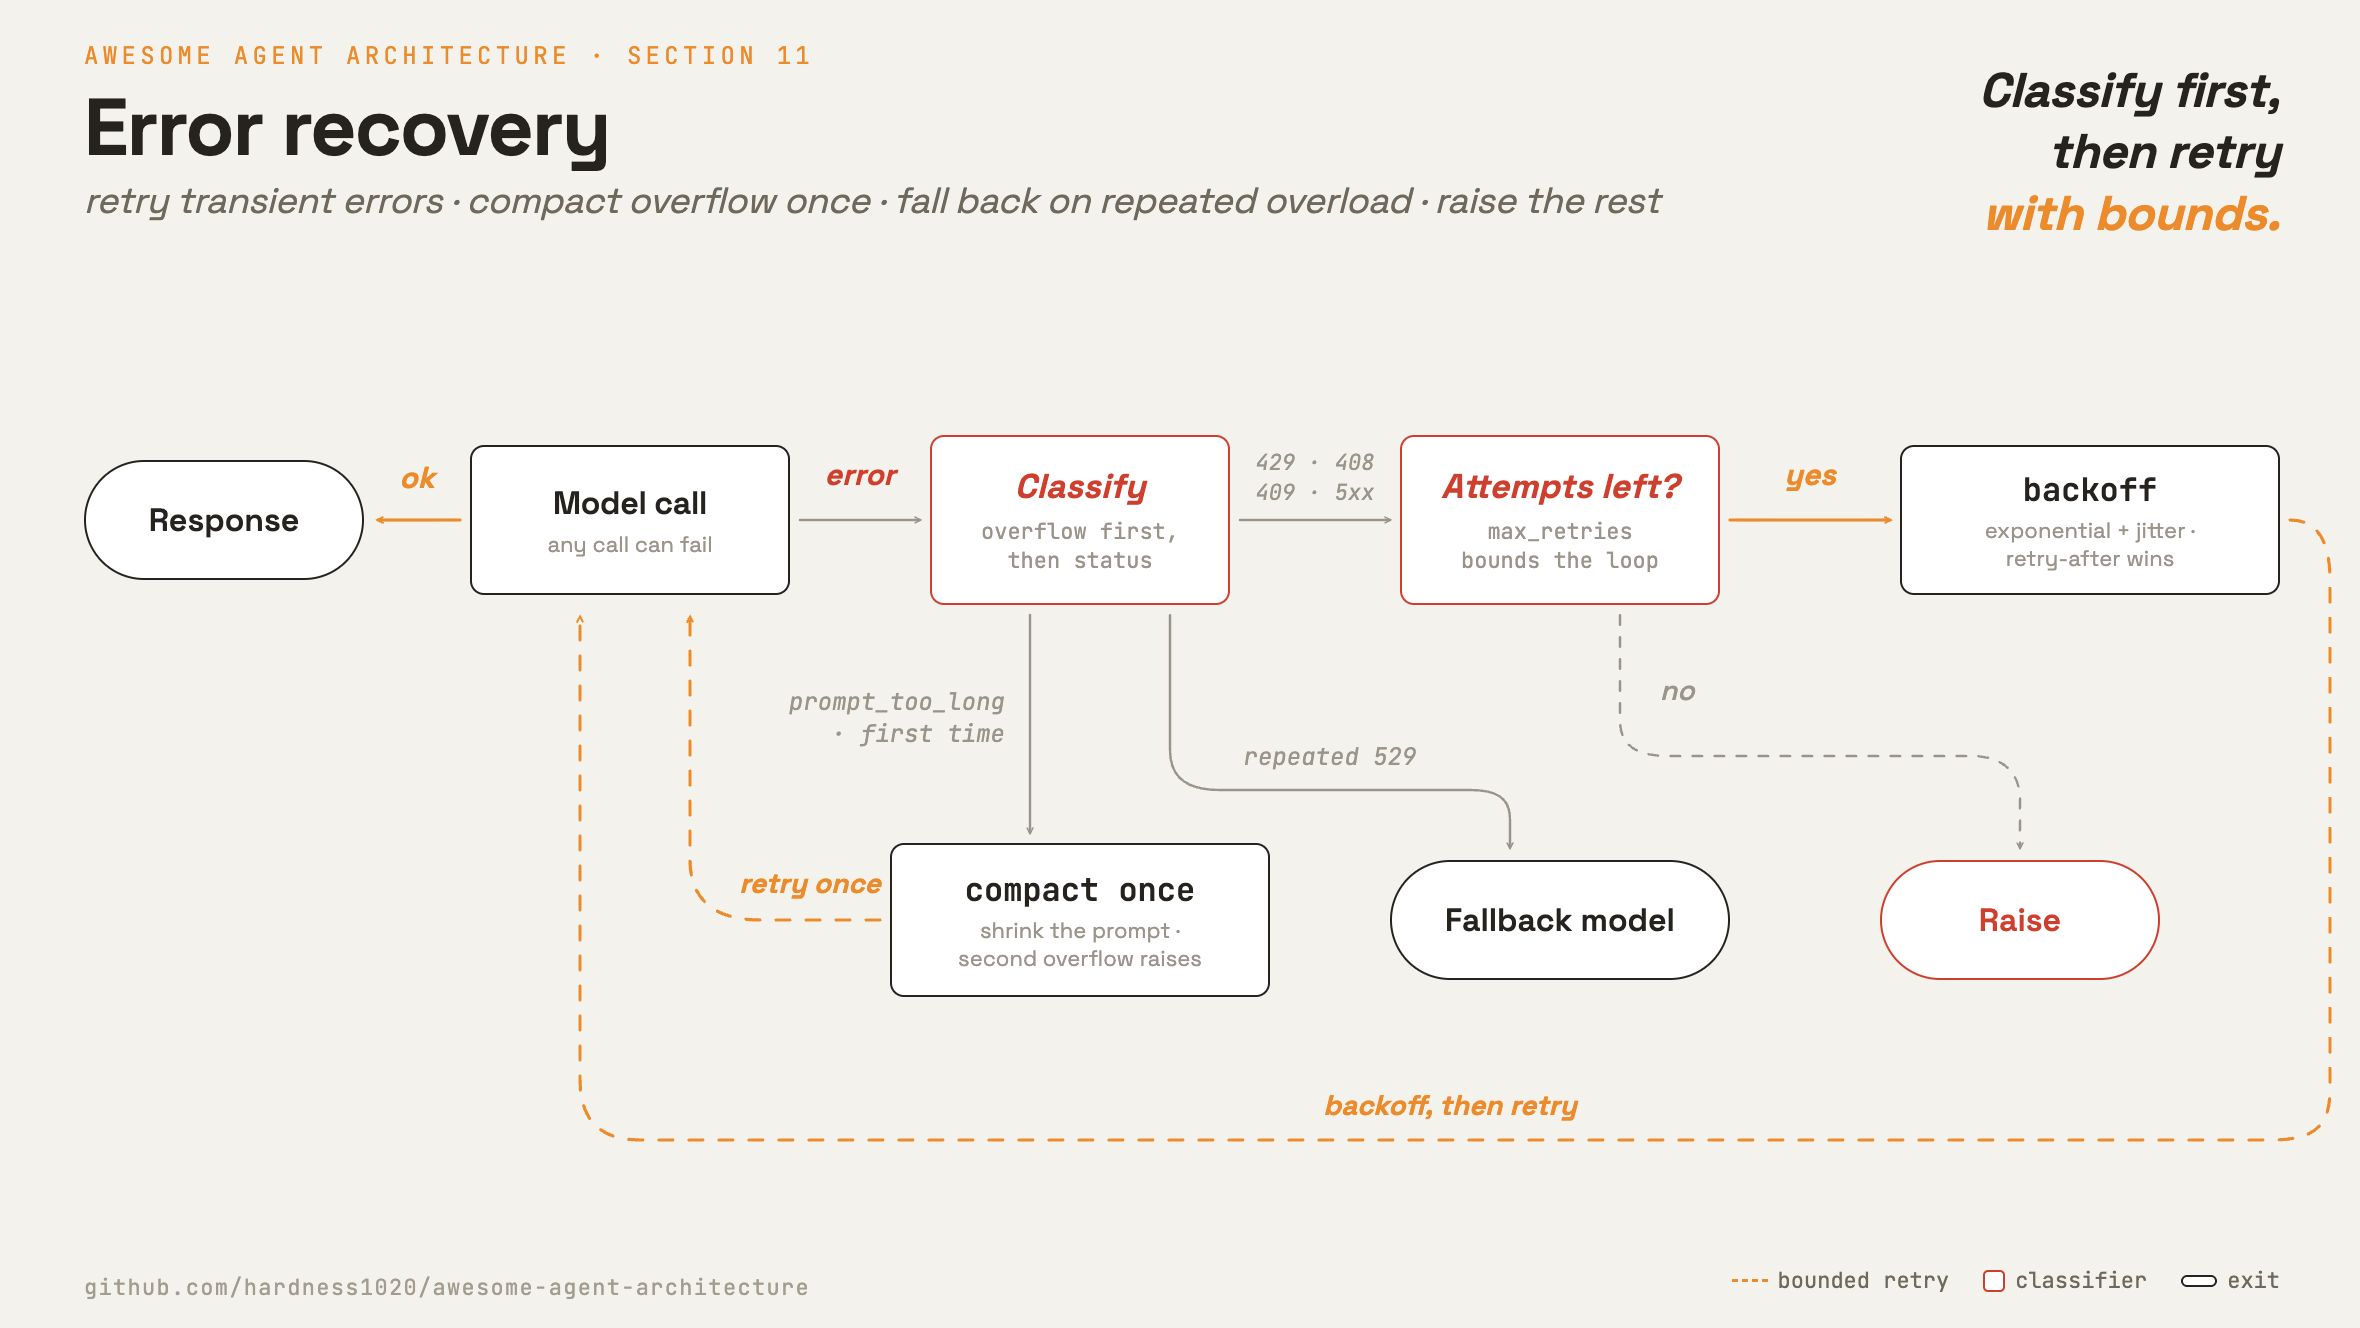 AWESOME AGENT ARCHITECTURE · SECTION 11
Error recovery
retry transient errors · compact overflow once · fall back on repeated overload · raise the rest
Classify first,
then retry
with bounds.
Response
ok
Model call
any call can fail
error
Classify
overflow first,
then status
429 · 408
409 · 5xx
Attempts left?
max_retries
bounds the loop
yes
backoff
exponential + jitter ·
retry-after wins
prompt_too_long
· first time
repeated 529
no
retry once
compact once
shrink the prompt ·
second overflow raises
Fallback model
Raise
backoff, then retry
github.com/hardness1020/awesome-agent-architecture
bounded retry
classifier
exit